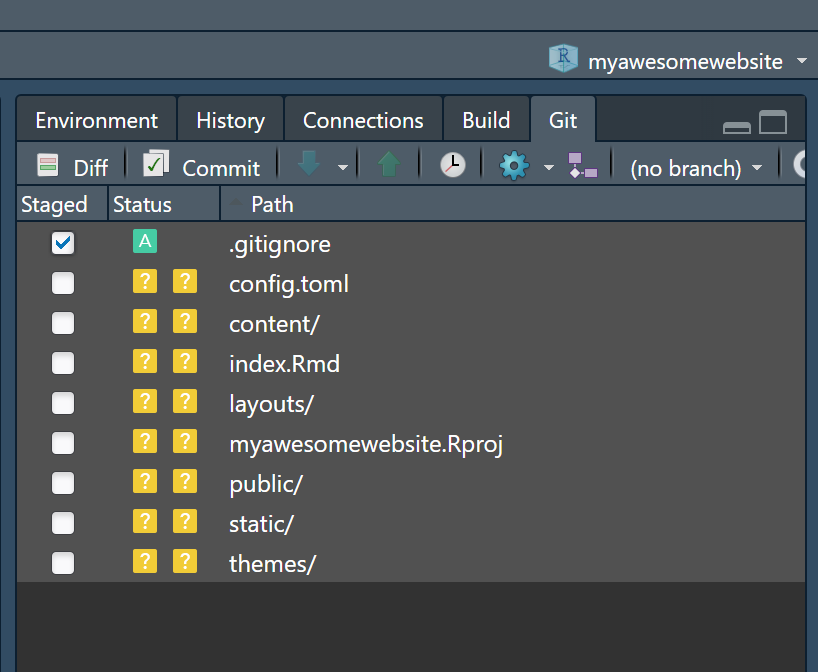 R myawesomewebsite
Environment History Connections Build Git
Diff Commit (no branch)
Staged Status Path
A .gitignore
? ? config.toml
? ? content/
? ? index.Rmd
? ? layouts/
? ? myawesomewebsite.Rproj
? ? public/
? ? static/
? ? themes/